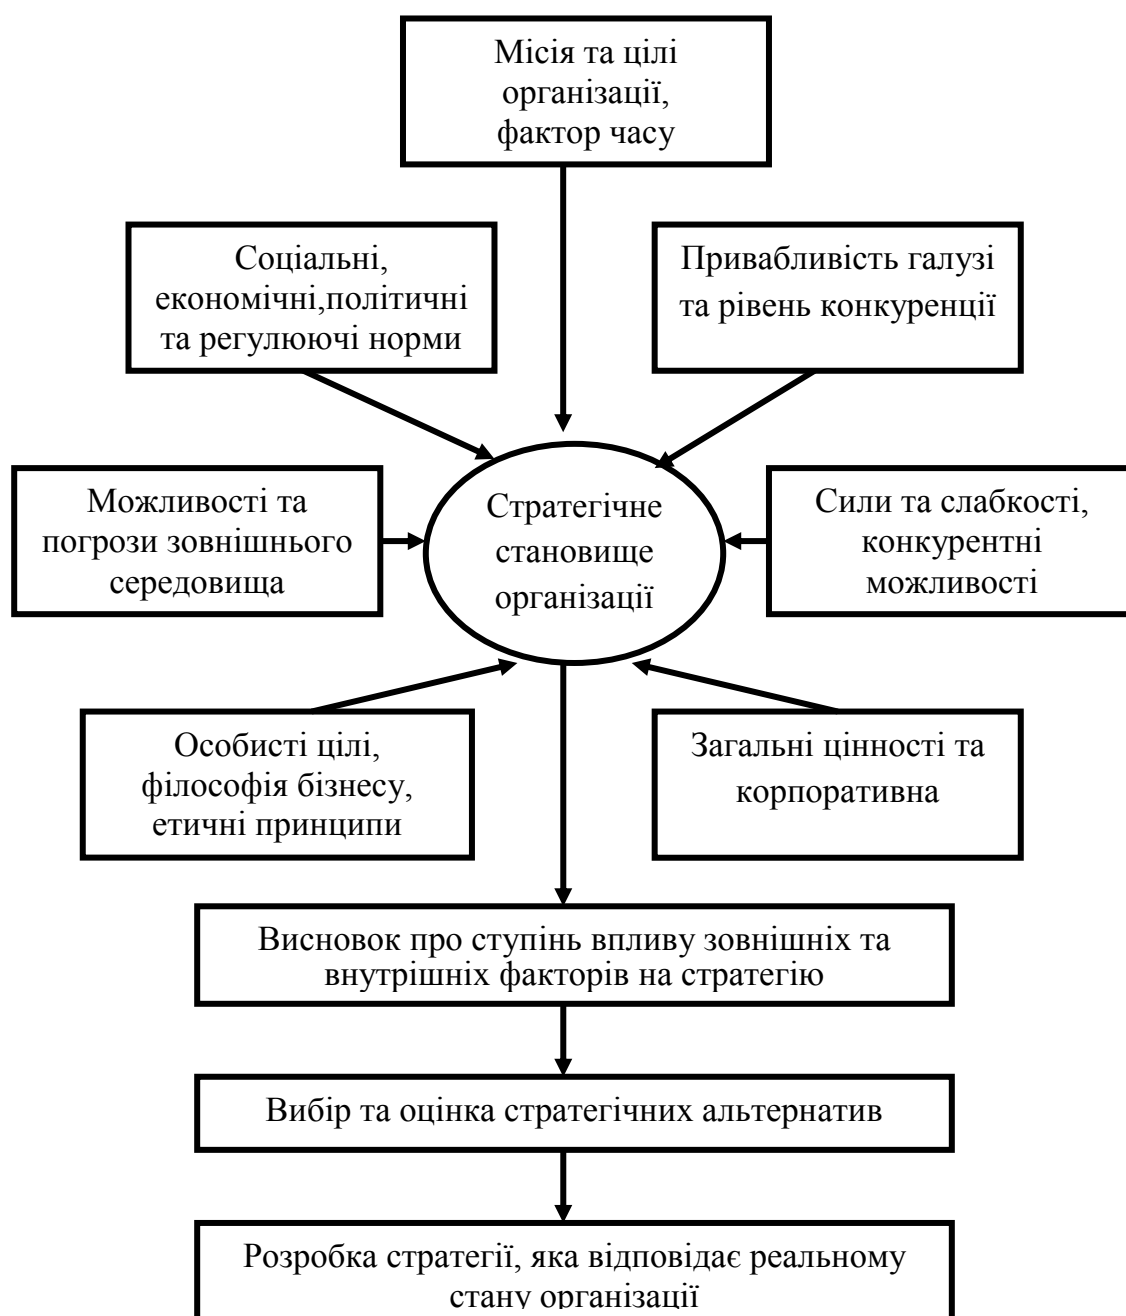 Місія та цілі
організації,
фактор часу
Соціальні,
економічні,політичні
та регулюючі норми
Привабливість галузі
та рівень конкуренції
Можливості та
погрози зовнішнього
середовища
Стратегічне
становище
організації
Сили та слабкості,
конкурентні
можливості
Особисті цілі,
філософія бізнесу,
етичні принципи
Загальні цінності та
корпоративна
Висновок про ступінь впливу зовнішніх та
внутрішніх факторів на стратегію
Вибір та оцінка стратегічних альтернатив
Розробка стратегії, яка відповідає реальному
стану організації